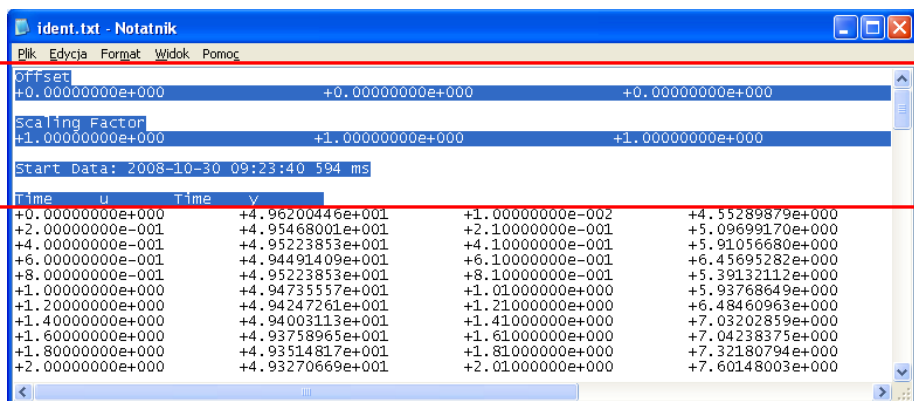 ident.txt - Notatnik
Plik Edycja Format Widok Pomoc
Offset
+0.00000000e+000 +0.00000000e+000 +0.00000000e+000
Scaling Factor
+1.00000000e+000 +1.00000000e+000 +1.00000000e+000
Start Data: 2008-10-30 09:23:40 594 ms
Time u Time y
+0.00000000e+000 +4.96200446e+001 +1.00000000e-002 +4.55289879e+000
+2.00000000e-001 +4.95468001e+001 +2.10000000e-001 +5.09699170e+000
+4.00000000e-001 +4.95223853e+001 +4.10000000e-001 +5.91056680e+000
+6.00000000e-001 +4.94491409e+001 +6.10000000e-001 +6.45695282e+000
+8.00000000e-001 +4.95223853e+001 +8.10000000e-001 +5.39132112e+000
+1.00000000e+000 +4.94735557e+001 +1.01000000e+000 +5.93768649e+000
+1.20000000e+000 +4.94247261e+001 +1.21000000e+000 +6.48460963e+000
+1.40000000e+000 +4.94003113e+001 +1.41000000e+000 +7.03202859e+000
+1.60000000e+000 +4.93758965e+001 +1.61000000e+000 +7.04238375e+000
+1.80000000e+000 +4.93514817e+001 +1.81000000e+000 +7.32180794e+000
+2.00000000e+000 +4.93270669e+001 +2.01000000e+000 +7.60148003e+000